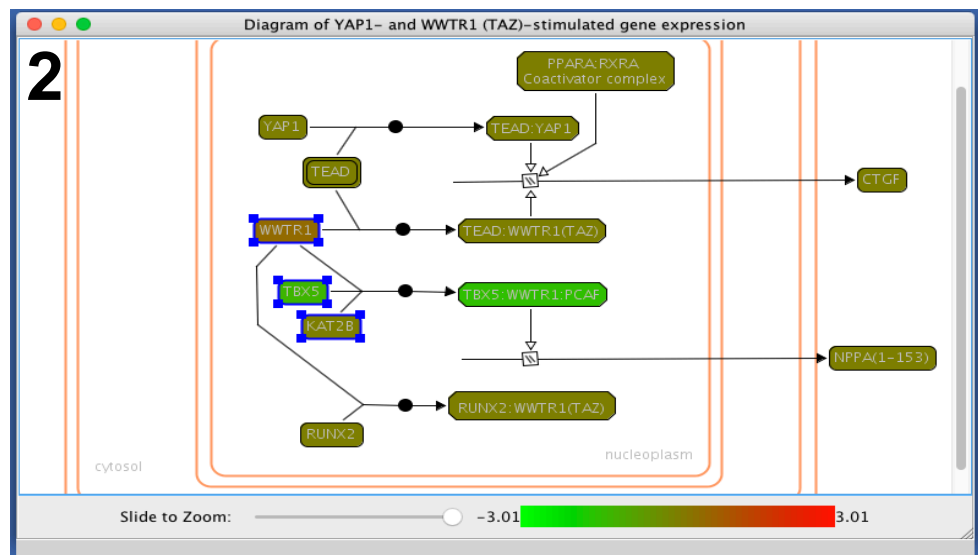 Diagram of YAP1- and WWTR1 (TAZ)-stimulated gene expression
2
PPARA:RXRA
Coactivator complex
YAP1
TEAD:YAP1
TEAD
CTGF
WWTR1
TEAD:WWTR1(TAZ)
TBX5
TBX5:WWTR1:PCAF
KAT2B
NPPA(1-153)
RUNX2:WWTR1(TAZ)
RUNX2
nucleoplasm
cytosol
Slide to Zoom:
-3.01
3.01